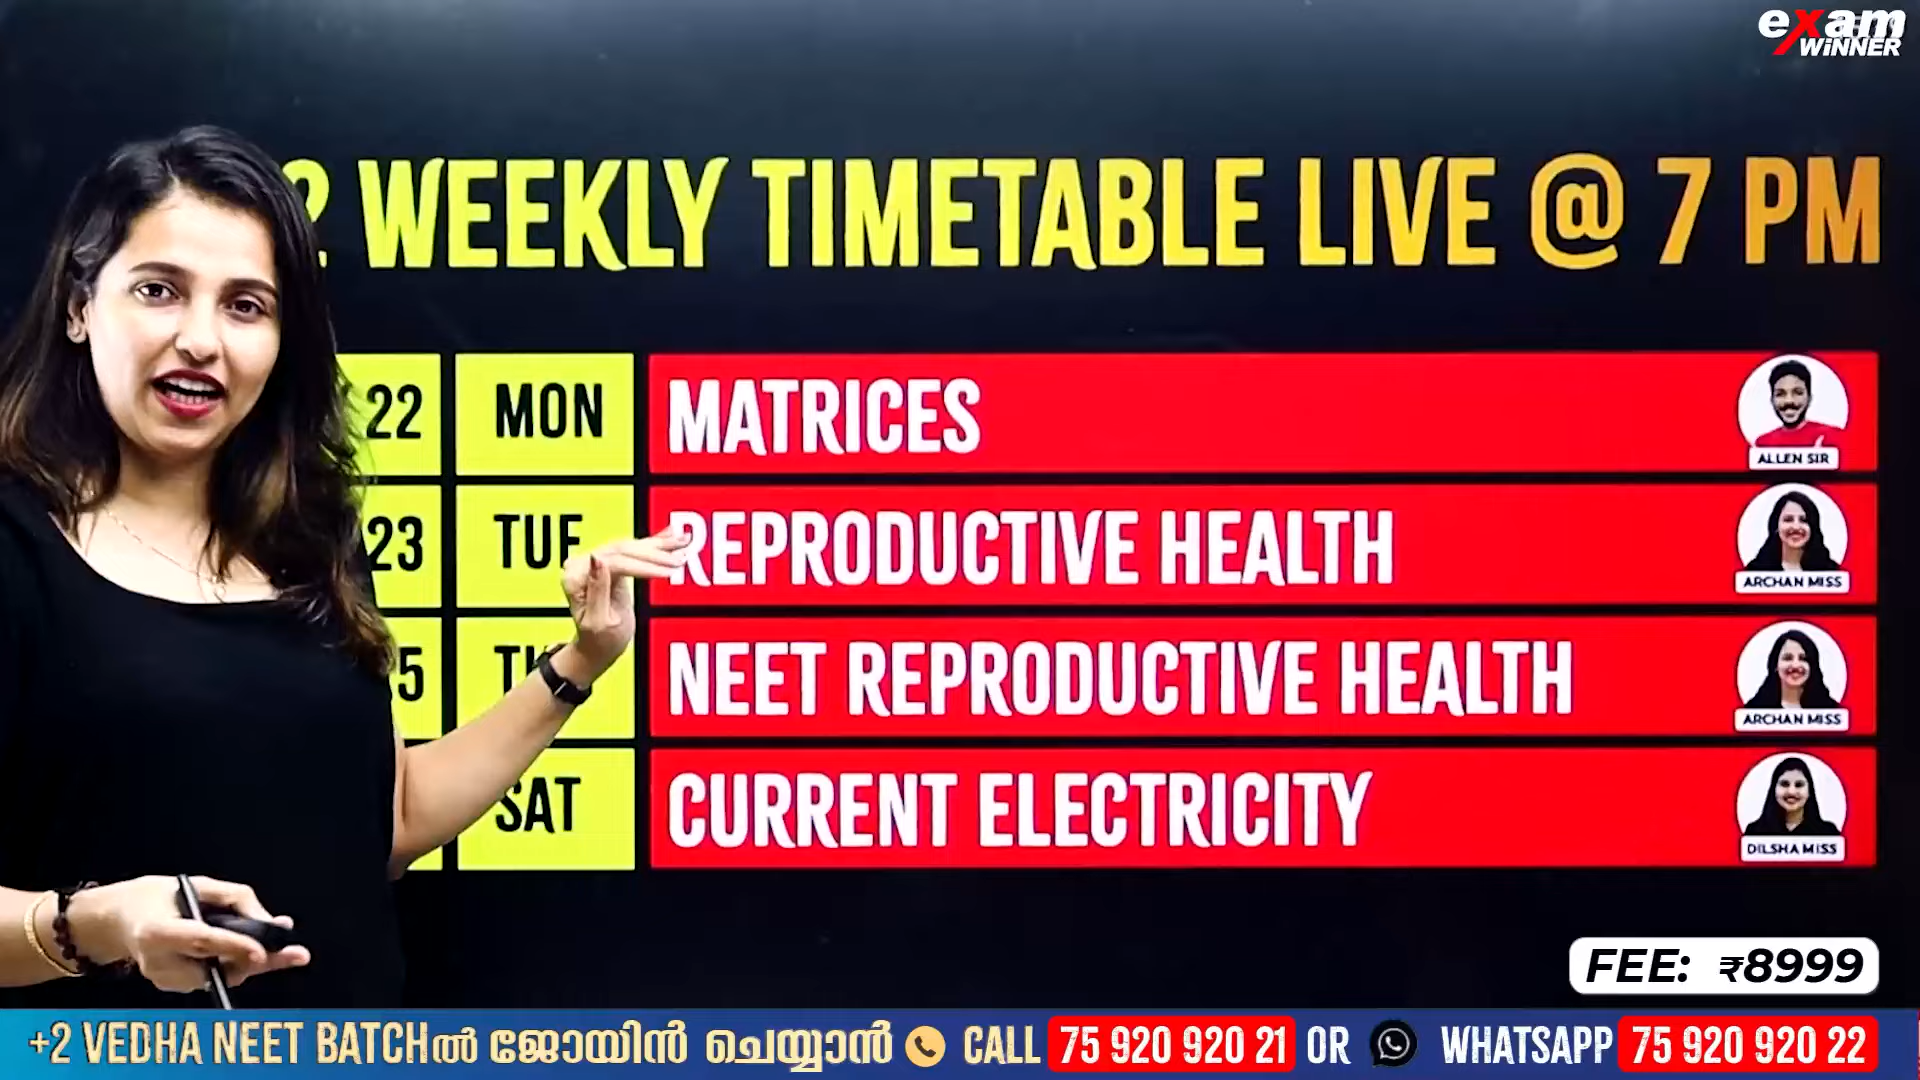 exam
WINNER
2 WEEKLY TIMETABLE LIVE @ 7 PM
22 MON MATRICES
ALLEN SIR
23 TUE REPRODUCTIVE HEALTH
ARCHAN MISS
5 NEET REPRODUCTIVE HEALTH
ARCHAN MISS
SAT CURRENT ELECTRICITY
DILSHA MISS
FEE: ₹8999
+2 VEDHA NEET BATCHൽ ജോയിൻ ചെയ്യാൻ CALL 75 920 920 21 OR WHATSAPP 75 920 920 22